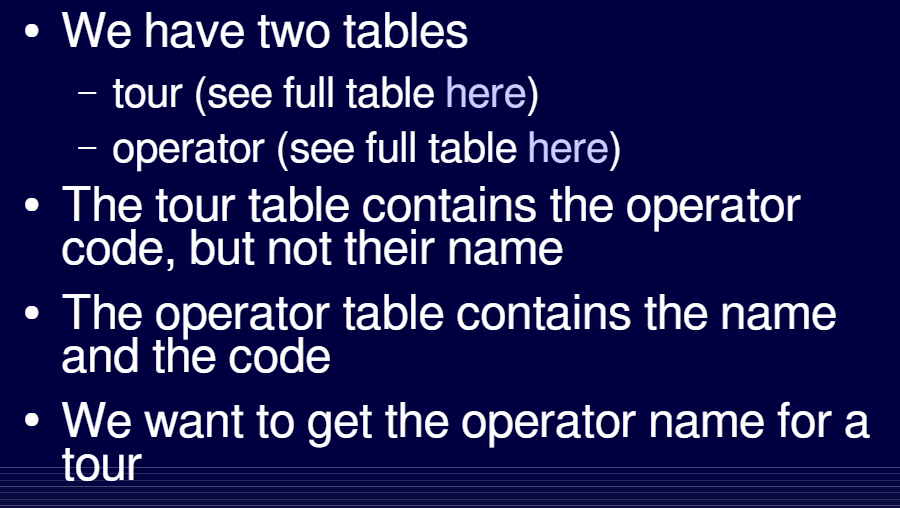 • We have two tables
– tour (see full table here)
– operator (see full table here)
• The tour table contains the operator
code, but not their name
• The operator table contains the name
and the code
• We want to get the operator name for a
tour